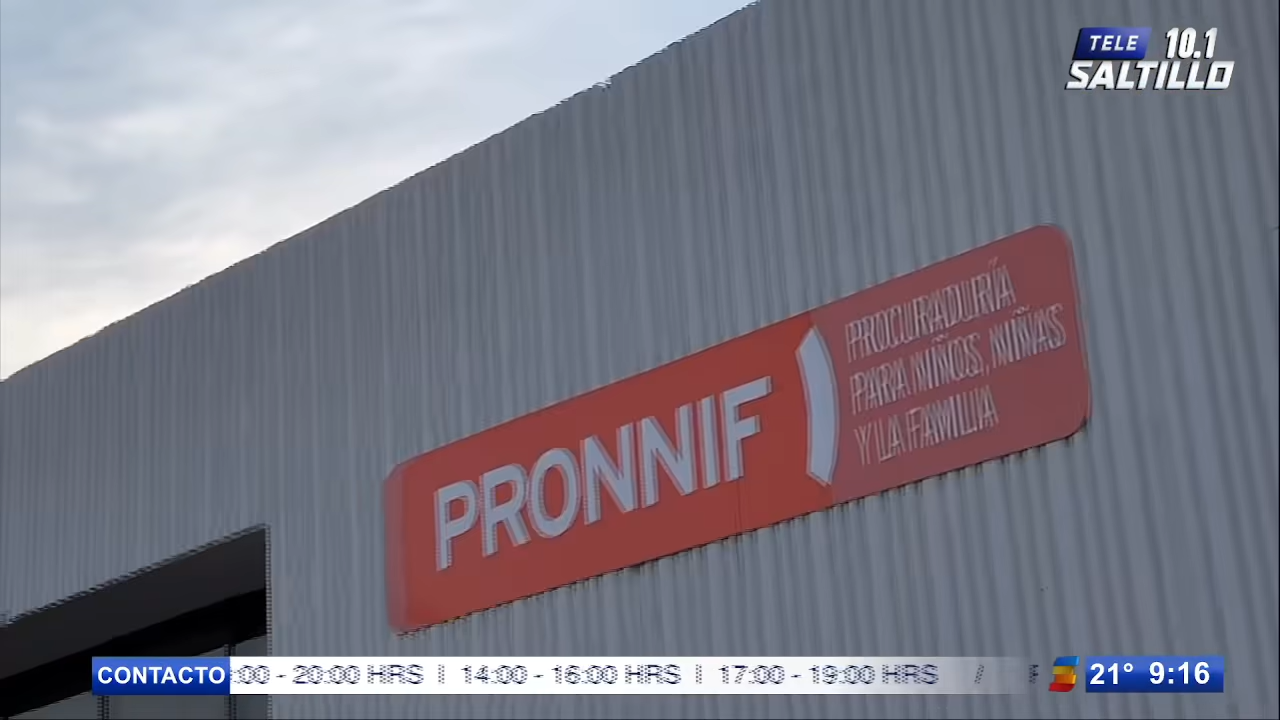 TELE 10.1
SALTILLO
PRONNIF
PROCURADURÍA
PARA NIÑOS, NIÑAS
Y LA FAMILIA
CONTACTO :00 - 20:00 HRS | 14:00 - 16:00 HRS | 17:00 - 19:00 HRS / 21° 9:16